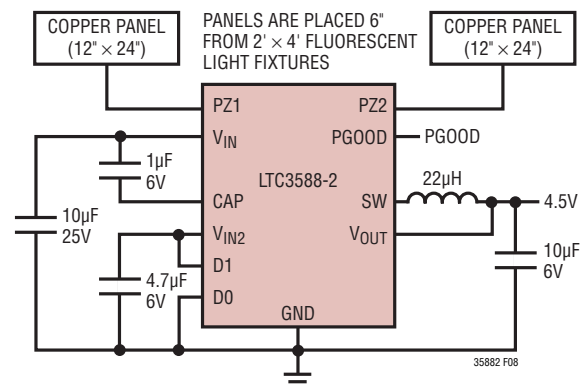 COPPER PANEL
(12" × 24")
PANELS ARE PLACED 6"
FROM 2' × 4' FLUORESCENT
LIGHT FIXTURES
COPPER PANEL
(12" × 24")
PZ1
PZ2
VIN
PGOOD
PGOOD
1µF
6V
LTC3588-2
22µH
CAP
SW
4.5V
10µF
25V
VIN2
VOUT
10µF
6V
4.7µF
6V
D1
D0
GND
35882 F08